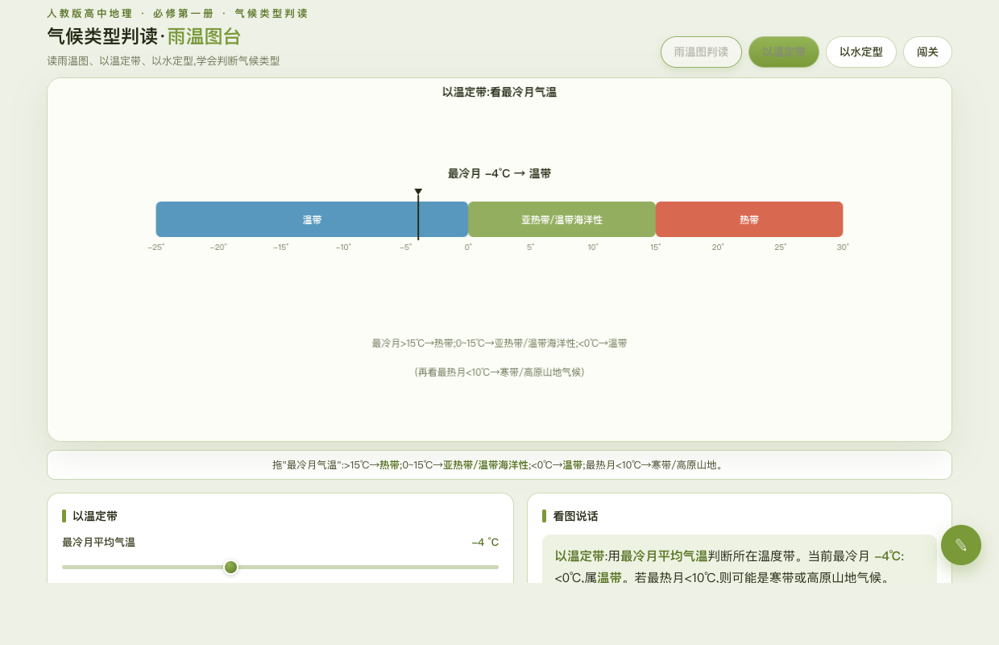 人教版高中地理 · 必修第一册 · 气候类型判读
气候类型判读·雨温图台
读雨温图、以温定带、以水定型,学会判断气候类型
雨温图判读
以温定带
以水定型
闯关
以温定带:看最冷月气温
最冷月 −4℃ → 温带
温带
亚热带/温带海洋性
热带
−25° −20° −15° −10° −5° 0° 5° 10° 15° 20° 25° 30°
最冷月>15℃→热带;0~15℃→亚热带/温带海洋性;<0℃→温带
(再看最热月<10℃→寒带/高原山地气候)
拖"最冷月气温":>15℃→热带;0~15℃→亚热带/温带海洋性;<0℃→温带;最热月<10℃→寒带/高原山地。
以温定带
最冷月平均气温
−4 ℃
看图说话
以温定带:用最冷月平均气温判断所在温度带。当前最冷月 −4℃:
<0℃,属温带。若最热月<10℃,则可能是寒带或高原山地气候。